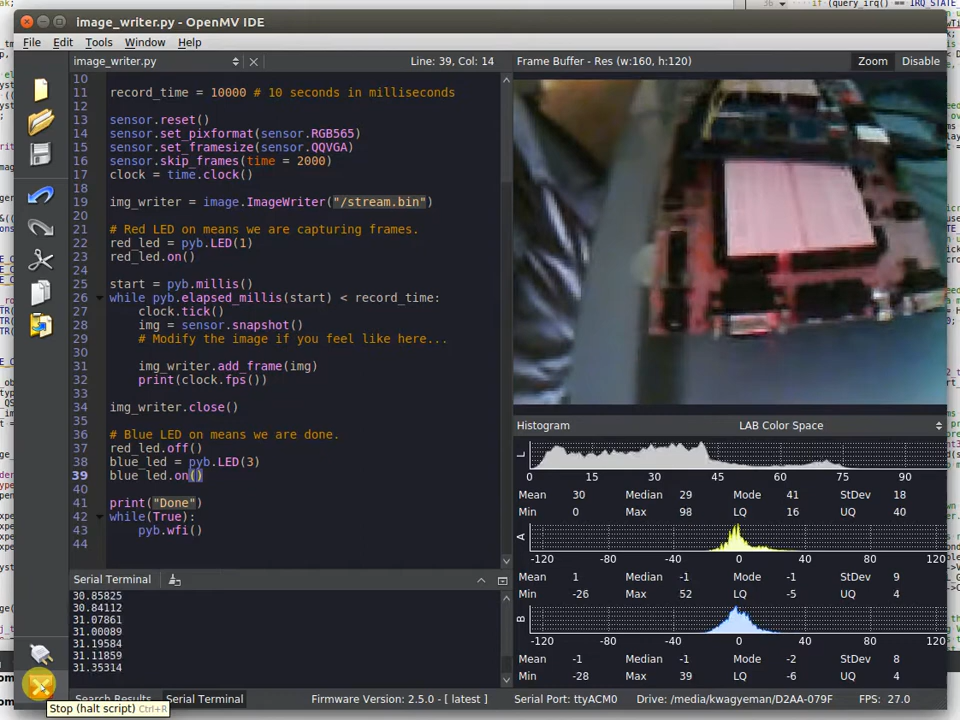 image_writer.py - OpenMV IDE
File Edit Tools Window Help
image_writer.py Line: 39, Col: 14 Frame Buffer - Res (w:160, h:120) Zoom Disable
10
11 record_time = 10000 # 10 seconds in milliseconds
12
13 sensor.reset()
14 sensor.set_pixformat(sensor.RGB565)
15 sensor.set_framesize(sensor.QQVGA)
16 sensor.skip_frames(time = 2000)
17 clock = time.clock()
18
19 img_writer = image.ImageWriter("/stream.bin")
20
21 # Red LED on means we are capturing frames.
22 red_led = pyb.LED(1)
23 red_led.on()
24
25 start = pyb.millis()
26 while pyb.elapsed_millis(start) < record_time:
27 clock.tick()
28 img = sensor.snapshot()
29 # Modify the image if you feel like here...
30
31 img_writer.add_frame(img)
32 print(clock.fps())
33
34 img_writer.close()
35
36 # Blue LED on means we are done.
37 red_led.off()
38 blue_led = pyb.LED(3)
39 blue led.on()
40
41 print("Done")
42 while(True):
43 pyb.wfi()
44
Histogram LAB Color Space
L
0 15 30 45 60 75 90
Mean 30 Median 29 Mode 41 StDev 18
Min 0 Max 98 LQ 16 UQ 40
A
-120 -80 -40 0 40 80 120
Mean 1 Median -1 Mode -1 StDev 9
Min -26 Max 52 LQ -5 UQ 4
B
-120 -80 -40 0 40 80 120
Mean -1 Median -1 Mode -2 StDev 8
Min -28 Max 39 LQ -6 UQ 4
Serial Terminal
30.85825
30.84112
31.07861
31.00089
31.19584
31.11859
31.35314
Search Results Serial Terminal Firmware Version: 2.5.0 - [ latest ] Serial Port: ttyACM0 Drive: /media/kwagyeman/D2AA-079F FPS: 27.0
Stop (halt script) Ctrl+R